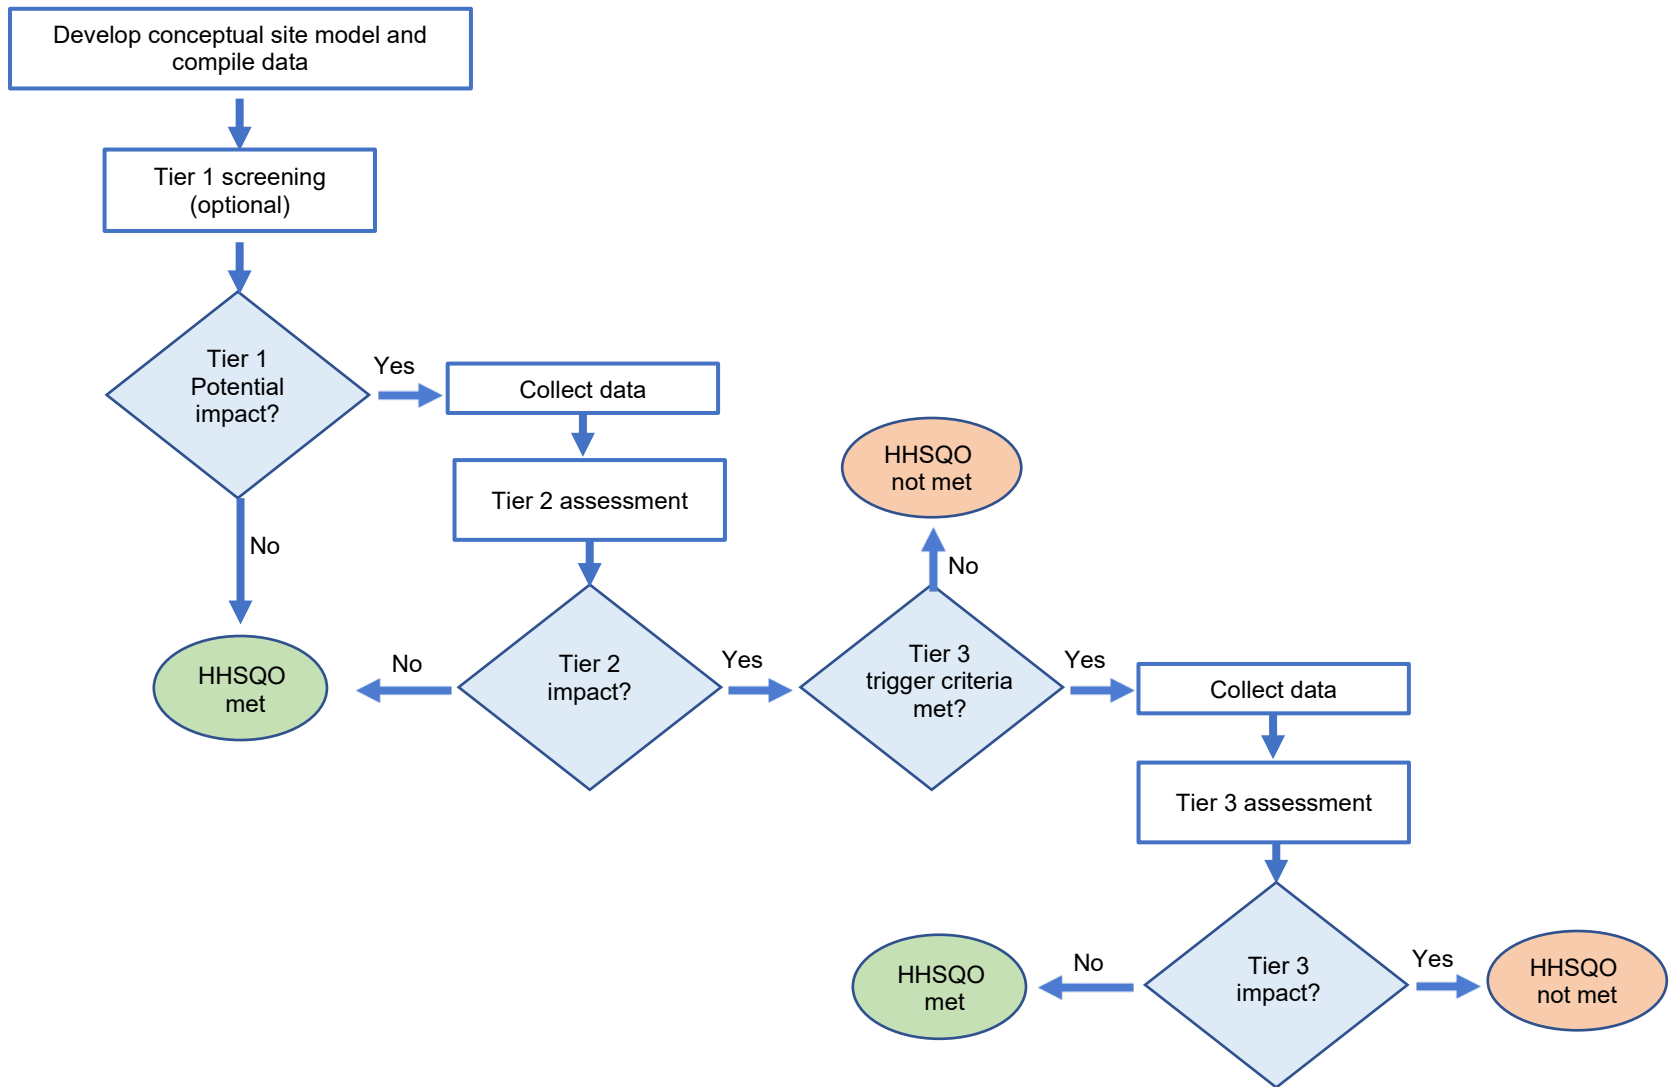 Develop conceptual site model and
compile data
Tier 1 screening
(optional)
Tier 1
Potential
impact?
Yes
Collect data
No
Tier 2 assessment
HHSQO
met
No
Tier 2
impact?
Yes
HHSQO
not met
No
Tier 3
trigger criteria
met?
Yes
Collect data
Tier 3 assessment
Tier 3
impact?
No
HHSQO
met
Yes
HHSQO
not met